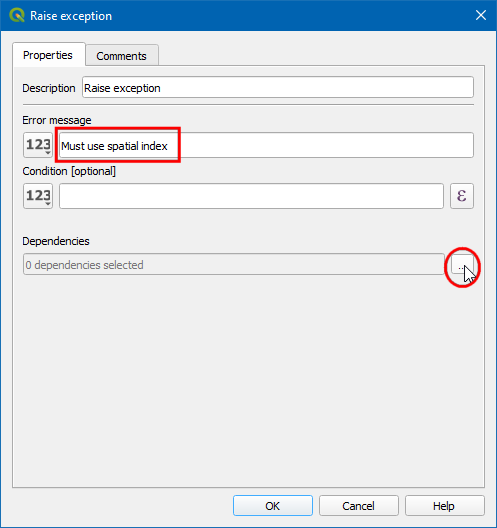 Raise exception
Properties
Comments
Description
Raise exception
Error message
123
Must use spatial index
Condition [optional]
123
ε
Dependencies
0 dependencies selected
...
OK
Cancel
Help